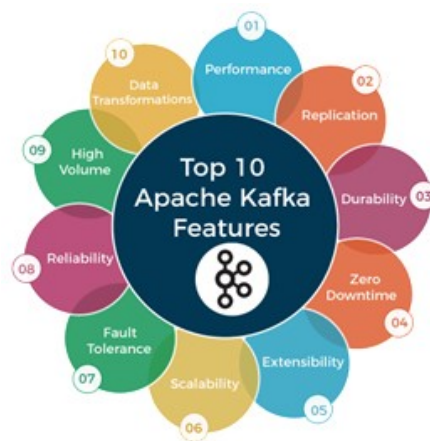 Top 10
Apache Kafka
Features
01
Performance
02
Replication
Durability
03
Zero
Downtime
04
Extensibility
05
Scalability
06
Fault
Tolerance
07
Reliability
08
09
High
Volume
10
Data
Transformations